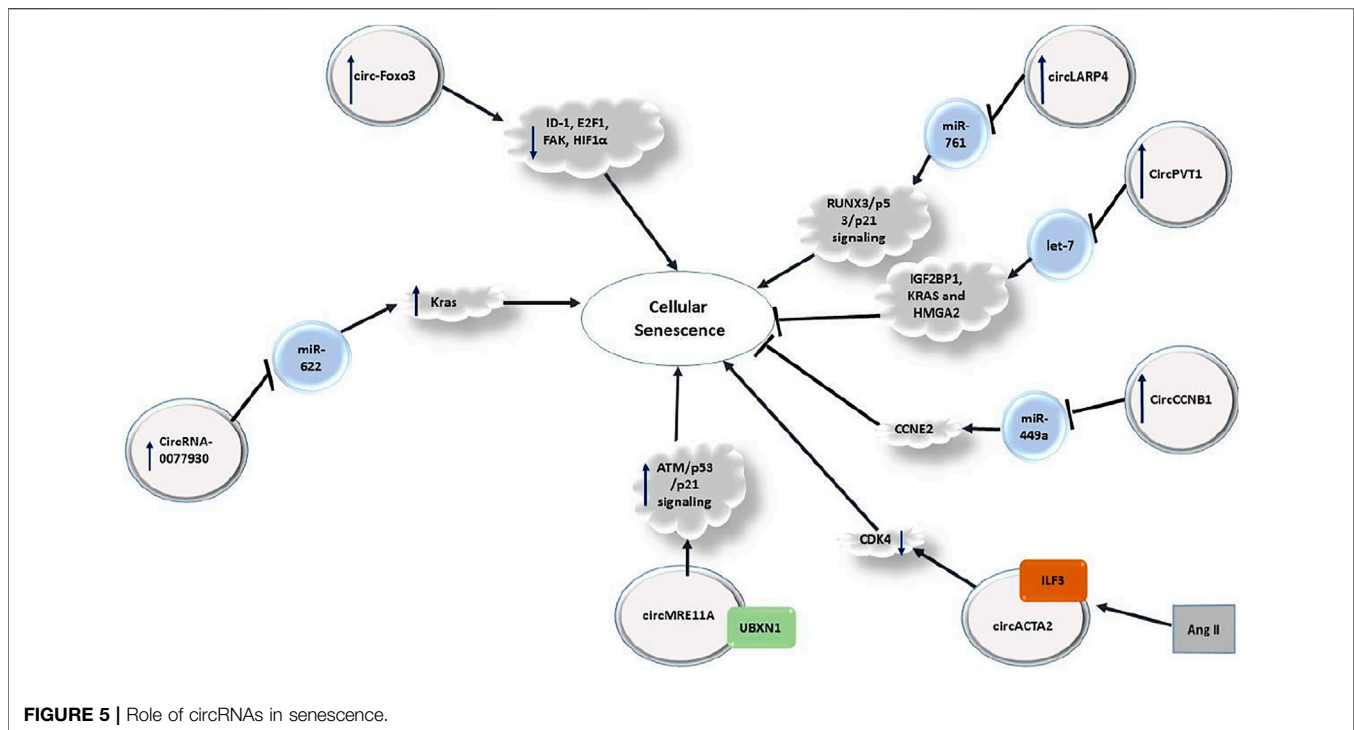 circ-Foxo3
ID-1, E2F1,
FAK, HIF1α
circLARP4
miR-
761
RUNX3/p5
3/p21
signaling
CircPVT1
let-7
IGF2BP1,
KRAS and
HMGA2
Cellular
Senescence
Kras
miR-
622
CircRNA-
0077930
CircCCNB1
miR-
449a
CCNE2
ATM/p53
/p21
signaling
circMRE11A
UBXN1
CDK4
ILF3
circACTA2
Ang II
FIGURE 5 | Role of circRNAs in senescence.